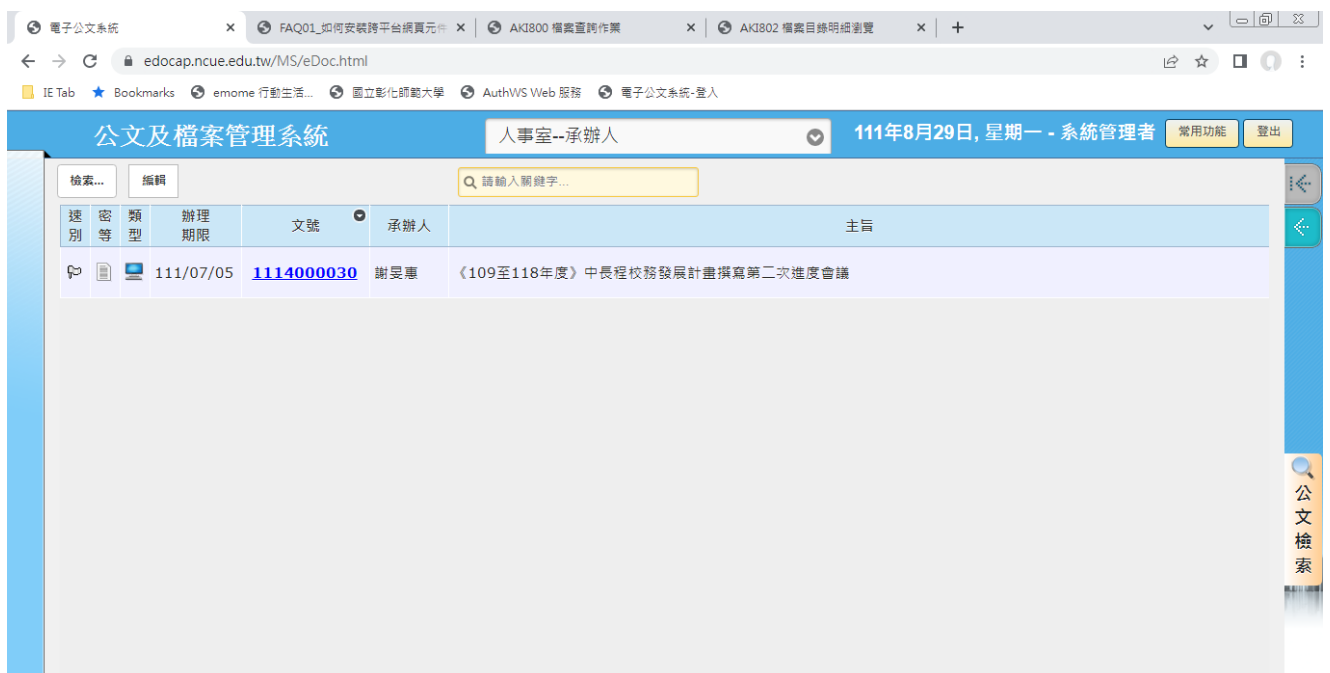 電子公文系統
FAQ01_如何安裝跨平台網頁元件
AKI800 檔案查詢作業
AKI802 檔案目錄明細瀏覽
edocap.ncue.edu.tw/MS/eDoc.html
IE Tab Bookmarks emome 行動生活... 國立彰化師範大學 AuthWS Web 服務 電子公文系統-登入
公文及檔案管理系統 人事室--承辦人 111年8月29日, 星期一 - 系統管理者 常用功能 登出
檢索... 編輯 請輸入關鍵字...
速別 密等 類型 辦理期限 文號 承辦人 主旨
111/07/05 1114000030 謝旻惠 《109至118年度》中長程校務發展計畫撰寫第二次進度會議
公文檢索